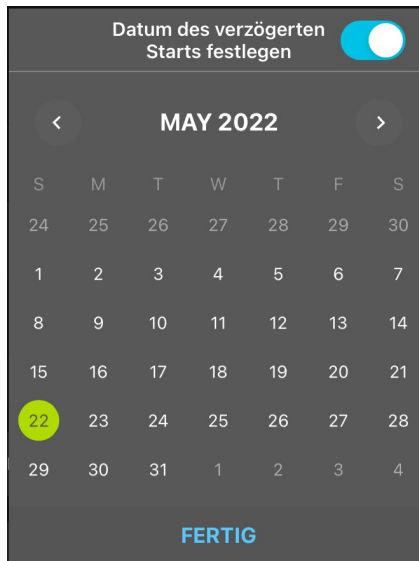 Datum des verzögerten
Starts festlegen
< MAY 2022 >
S M T W T F S
24 25 26 27 28 29 30
1 2 3 4 5 6 7
8 9 10 11 12 13 14
15 16 17 18 19 20 21
22 23 24 25 26 27 28
29 30 31 1 2 3 4
FERTIG